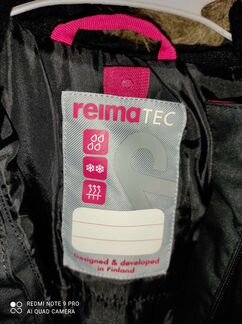 reimaTEC
Designed & developed
in Finland
REDMI NOTE 9 PRO
AI QUAD CAMERA